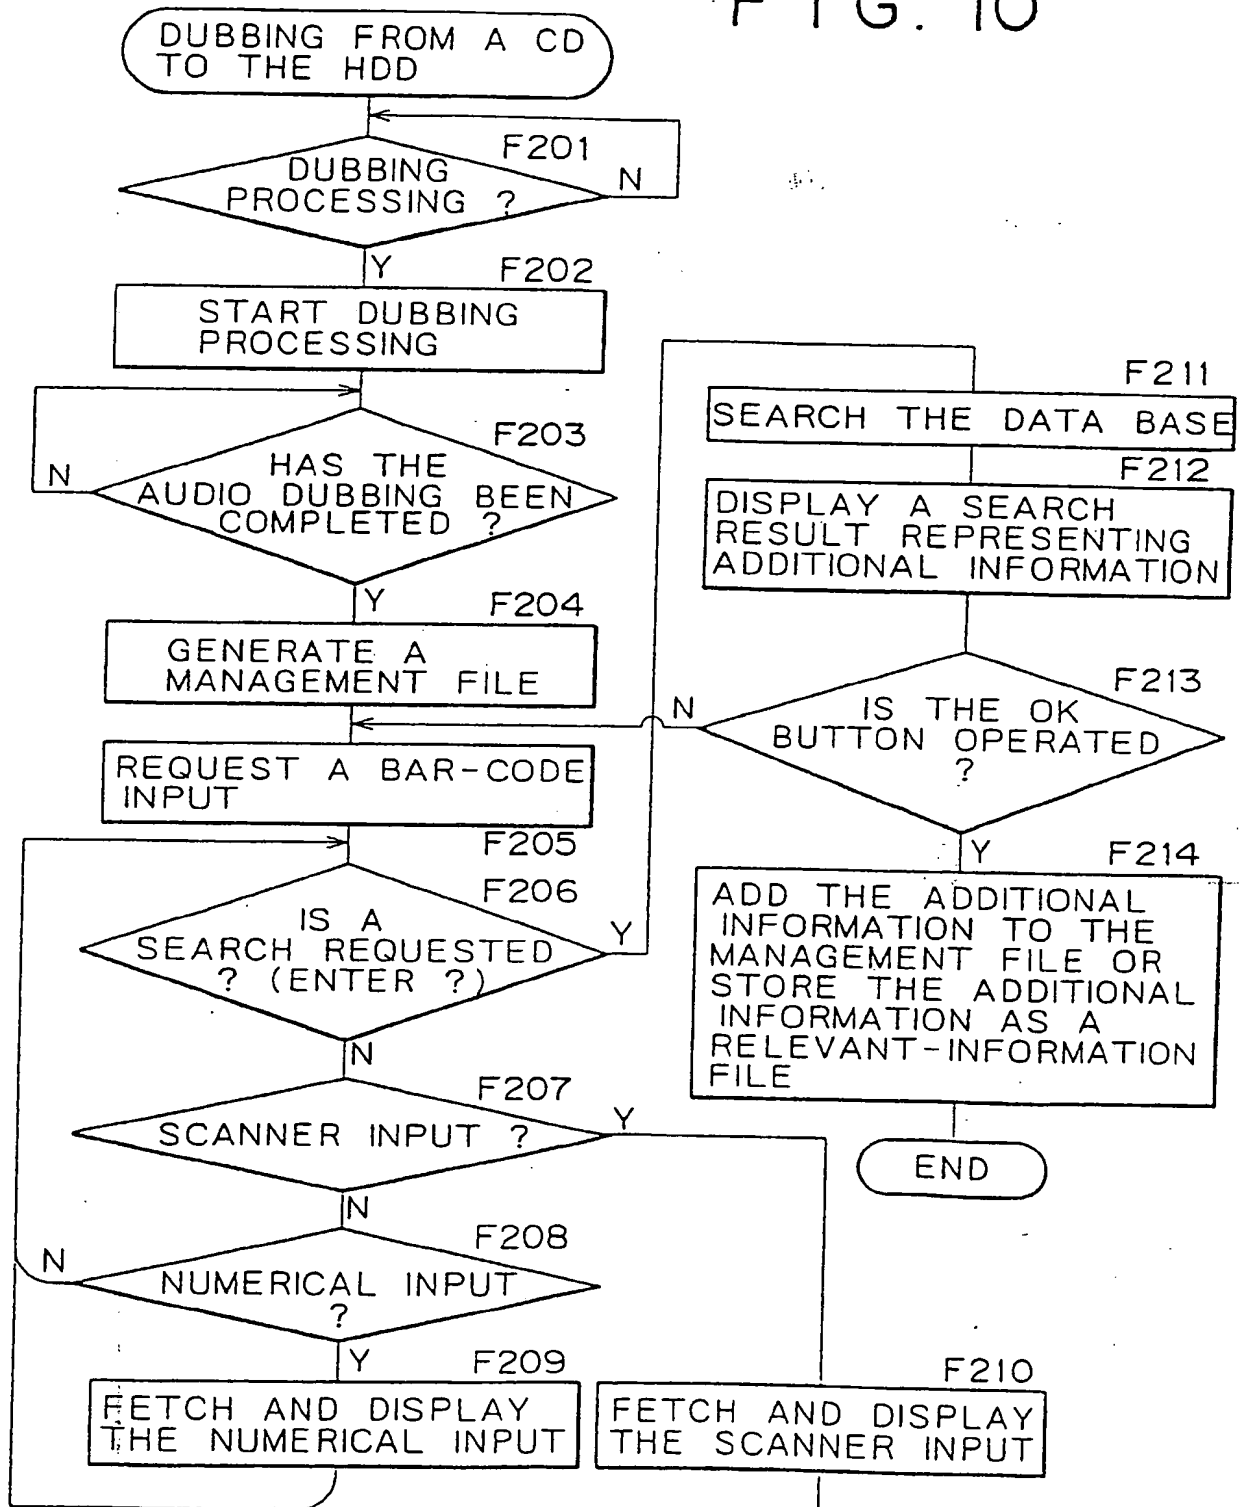 FIG. 10
DUBBING FROM A CD
TO THE HDD
F201
DUBBING
PROCESSING ?
N
Y
F202
START DUBBING
PROCESSING
F203
HAS THE
AUDIO DUBBING BEEN
COMPLETED ?
N
Y
F204
GENERATE A
MANAGEMENT FILE
REQUEST A BAR-CODE
INPUT
F205
F206
IS A
SEARCH REQUESTED
? (ENTER ?)
Y
N
F207
SCANNER INPUT ?
Y
N
F208
NUMERICAL INPUT
?
N
Y
F209
FETCH AND DISPLAY
THE NUMERICAL INPUT
F210
FETCH AND DISPLAY
THE SCANNER INPUT
F211
SEARCH THE DATA BASE
F212
DISPLAY A SEARCH
RESULT REPRESENTING
ADDITIONAL INFORMATION
F213
IS THE OK
BUTTON OPERATED
?
N
Y
F214
ADD THE ADDITIONAL
INFORMATION TO THE
MANAGEMENT FILE OR
STORE THE ADDITIONAL
INFORMATION AS A
RELEVANT-INFORMATION
FILE
END